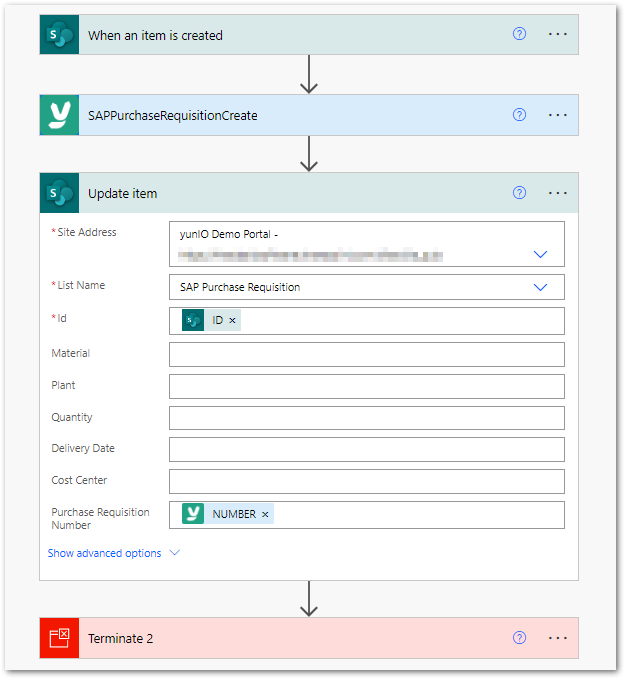 When an item is created
SAPPurchaseRequisitionCreate
Update item
* Site Address
yunIO Demo Portal -
* List Name
SAP Purchase Requisition
* Id
ID ×
Material
Plant
Quantity
Delivery Date
Cost Center
Purchase Requisition
Number
NUMBER ×
Show advanced options
Terminate 2